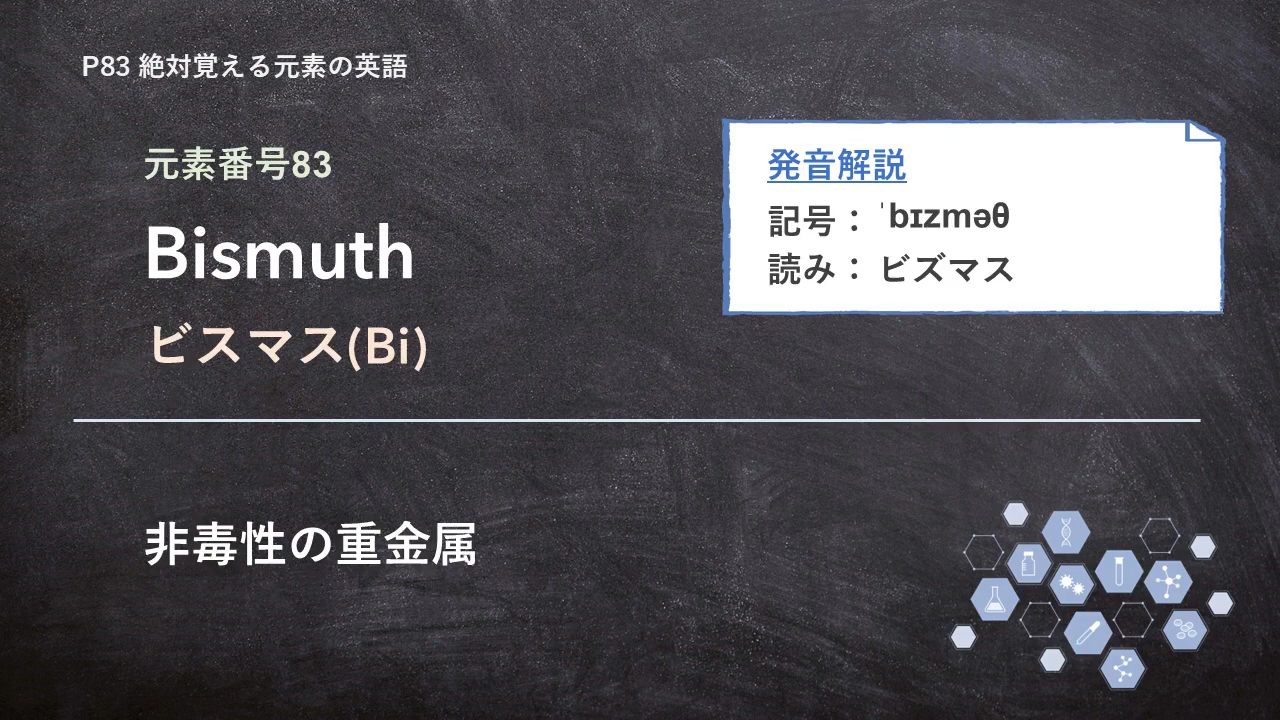 P83 絶対覚える元素の英語
元素番号83
Bismuth
ビスマス(Bi)
発音解説
記号：ˈbɪzməθ
読み：ビズマス
非毒性の重金属